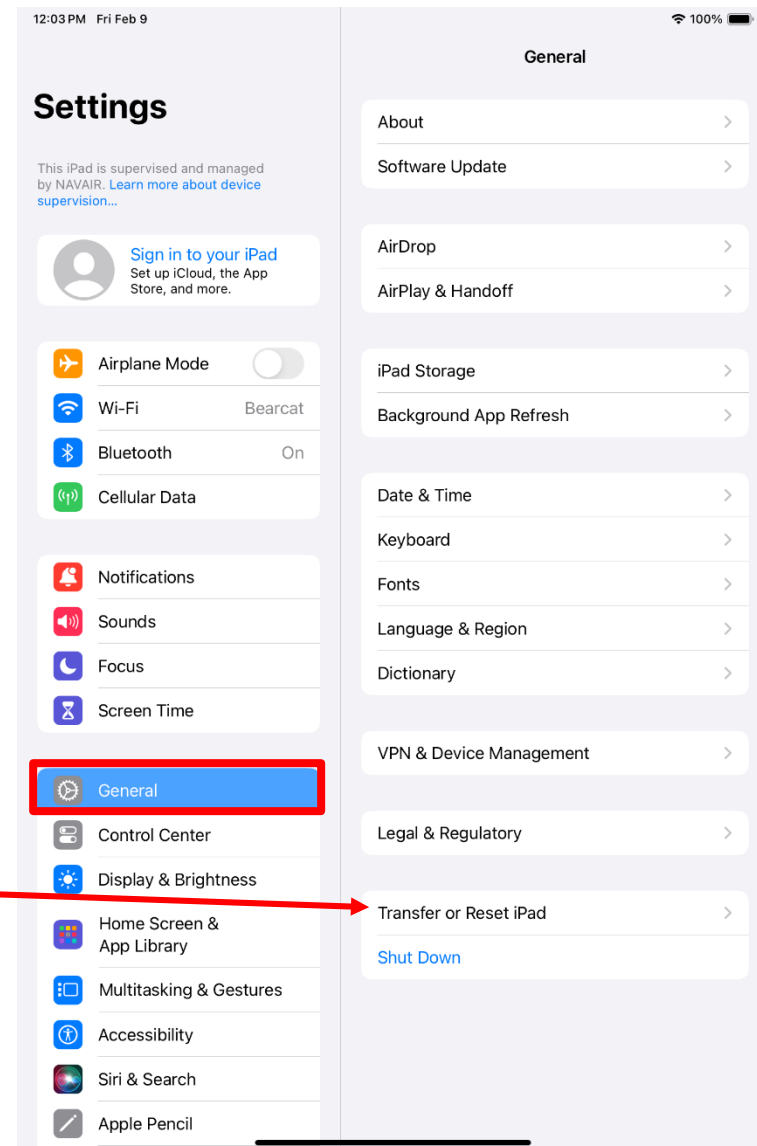 12:03 PM Fri Feb 9
100%
Settings
This iPad is supervised and managed
by NAVAIR. Learn more about device
supervision...
Sign in to your iPad
Set up iCloud, the App
Store, and more.
Airplane Mode
Wi-Fi Bearcat
Bluetooth On
Cellular Data
Notifications
Sounds
Focus
Screen Time
General
Control Center
Display & Brightness
Home Screen &
App Library
Multitasking & Gestures
Accessibility
Siri & Search
Apple Pencil
General
About
Software Update
AirDrop
AirPlay & Handoff
iPad Storage
Background App Refresh
Date & Time
Keyboard
Fonts
Language & Region
Dictionary
VPN & Device Management
Legal & Regulatory
Transfer or Reset iPad
Shut Down